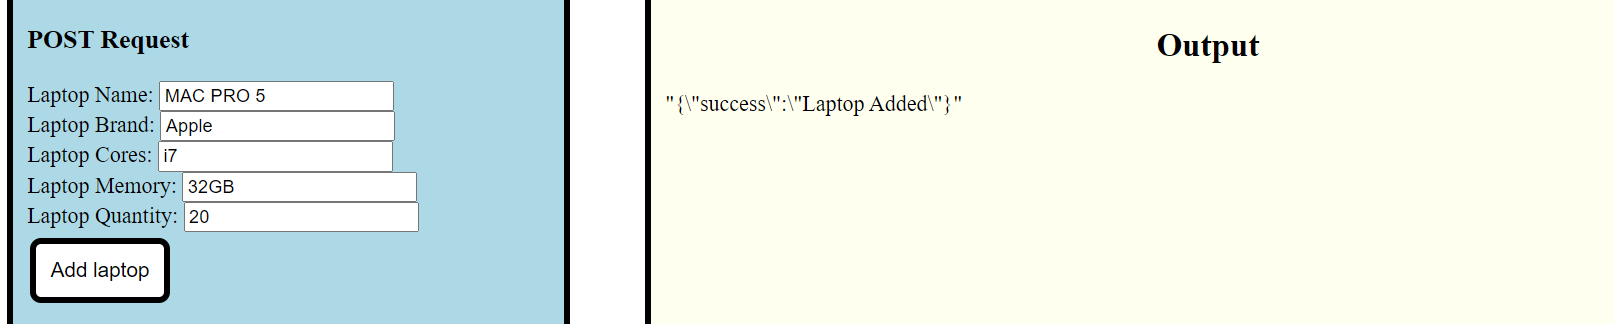 POST Request
Laptop Name: MAC PRO 5
Laptop Brand: Apple
Laptop Cores: i7
Laptop Memory: 32GB
Laptop Quantity: 20
Add laptop
Output
"{\"success\":\"Laptop Added\"}"